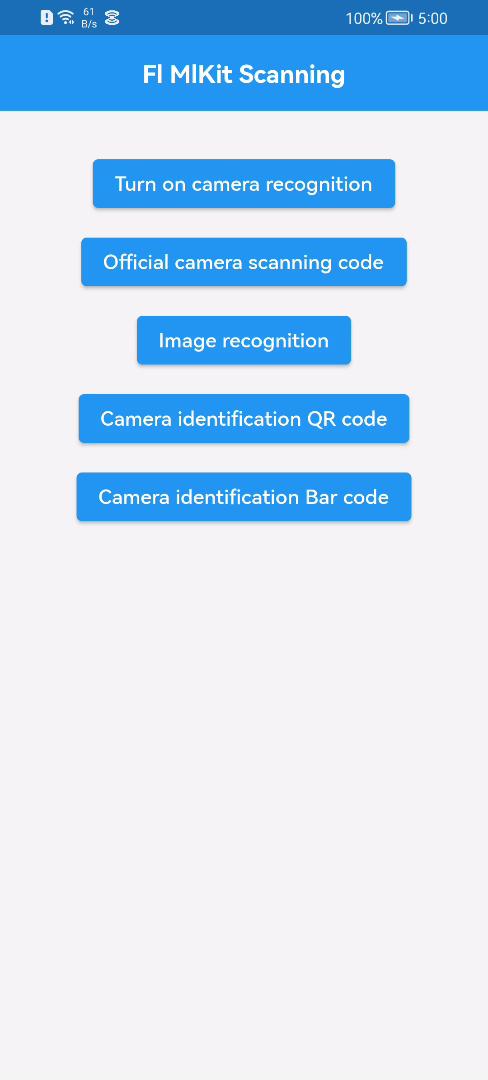 61
B/s
100%
5:00
Fl MlKit Scanning
Turn on camera recognition
Official camera scanning code
Image recognition
Camera identification QR code
Camera identification Bar code